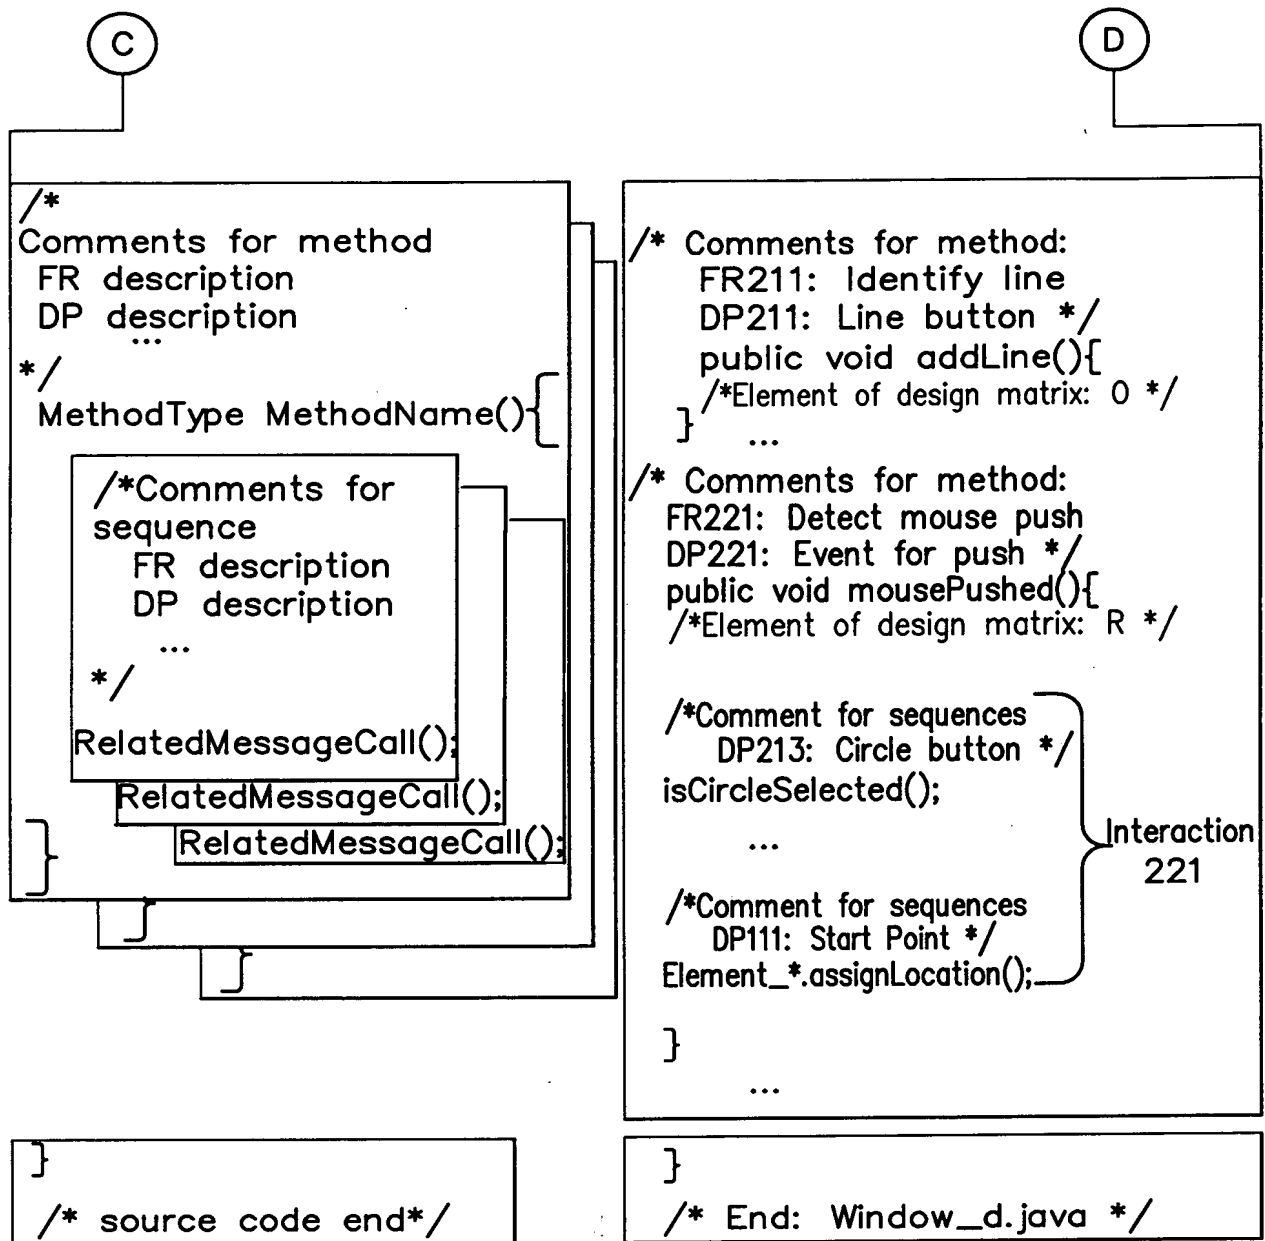 C
D
/*
Comments for method
FR description
DP description
...
*/
MethodType MethodName(){
/*Comments for
sequence
FR description
DP description
...
*/
RelatedMessageCall();
RelatedMessageCall();
RelatedMessageCall();
}
}
}
}
/* source code end*/
/* Comments for method:
FR211: Identify line
DP211: Line button */
public void addLine(){
/*Element of design matrix: O */
}
...
/* Comments for method:
FR221: Detect mouse push
DP221: Event for push */
public void mousePushed(){
/*Element of design matrix: R */
/*Comment for sequences
DP213: Circle button */
isCircleSelected();
...
/*Comment for sequences
DP111: Start Point */
Element_*.assignLocation();
Interaction
221
}
...
}
/* End: Window_d.java */